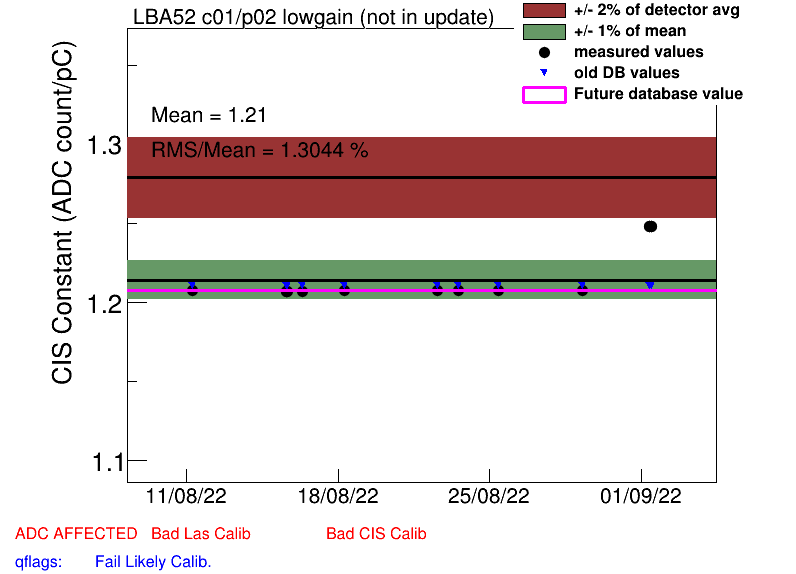 LBA52 c01/p02 lowgain (not in update)
+/- 2% of detector avg
+/- 1% of mean
measured values
old DB values
Future database value
Mean = 1.21
RMS/Mean = 1.3044 %
CIS Constant (ADC count/pC)
1.3
1.2
1.1
11/08/22 18/08/22 25/08/22 01/09/22
ADC AFFECTED Bad Las Calib Bad CIS Calib
qflags: Fail Likely Calib.